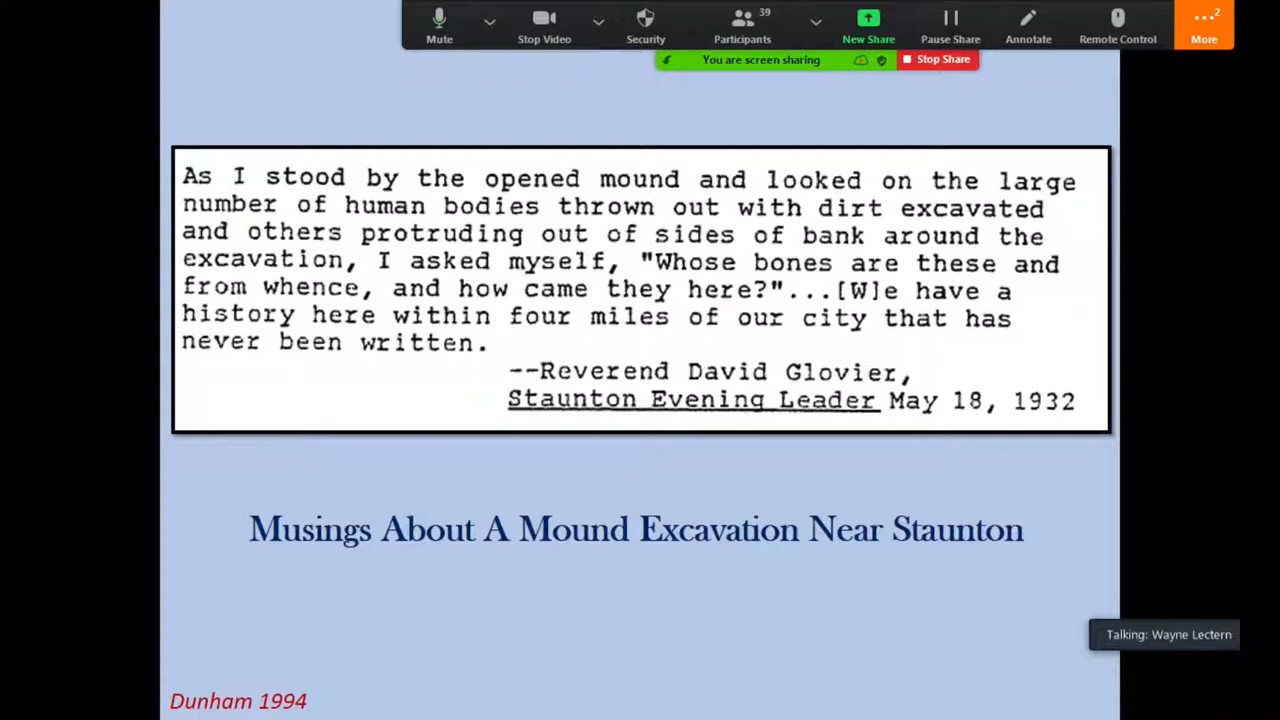 39
2
Mute
Stop Video
Security
Participants
New Share
Pause Share
Annotate
Remote Control
More
You are screen sharing
Stop Share
As I stood by the opened mound and looked on the large
number of human bodies thrown out with dirt excavated
and others protruding out of sides of bank around the
excavation, I asked myself, "Whose bones are these and
from whence, and how came they here?"...[W]e have a
history here within four miles of our city that has
never been written.
--Reverend David Glovier,
Staunton Evening Leader May 18, 1932
Musings About A Mound Excavation Near Staunton
Talking: Wayne Lectern
Dunham 1994